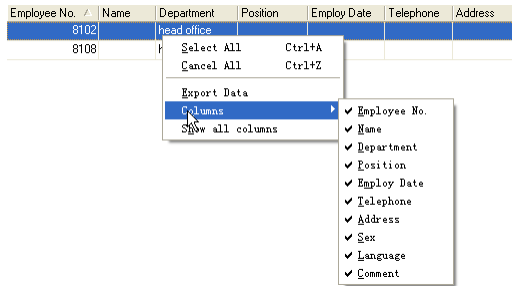 Employee No. Name Department Position Employ Date Telephone Address
8102 head office
8108 h
Select All Ctrl+A
Cancel All Ctrl+Z
Export Data
Columns
Show all columns
Employee No.
Name
Department
Position
Employ Date
Telephone
Address
Sex
Language
Comment